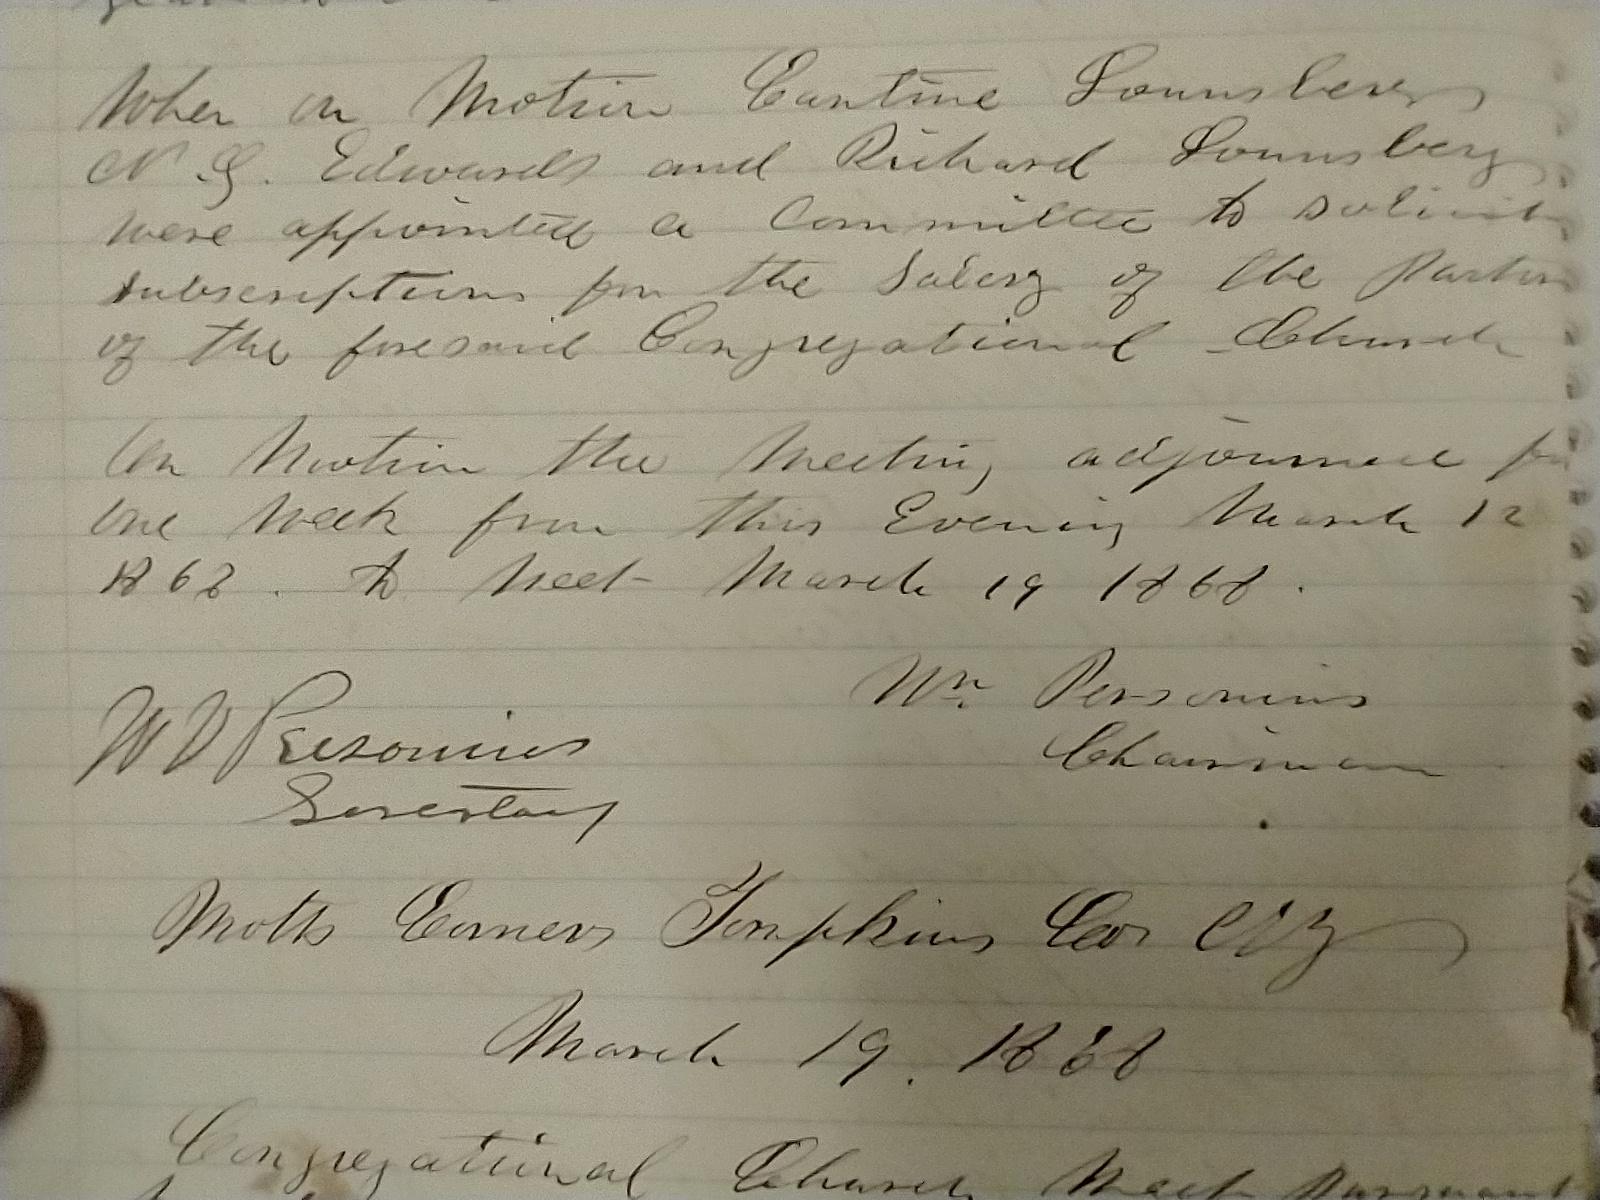 When on Motion Cantine Lounsbery
N. G. Edwards and Richard Lounsbery
were appointed a Committee to solicit
subscriptions for the Salery of the Pastor
of the foresaid Congregational Church
On Motion the Meeting adjourned for
one Week from this Evening March 12
1868. to Meet March 19 1868.
Wm. Personius
Chairman
W D Personius
Secretary
Motts Corners Tompkins Co NY
March 19. 1868
Congregational Church Meet Pursuant